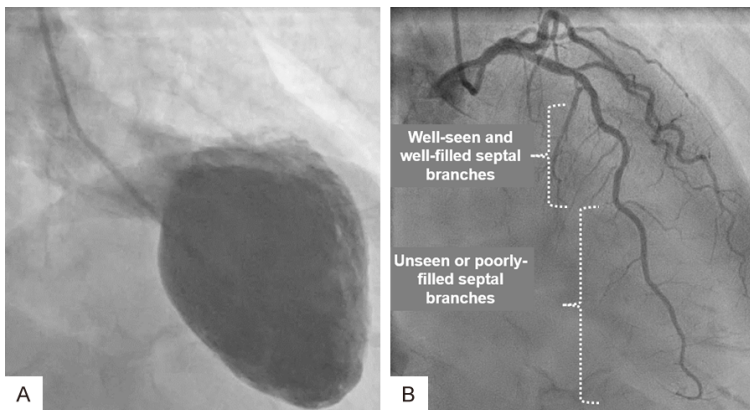 Well-seen and
well-filled septal
branches
Unseen or poorly-
filled septal
branches
A
B